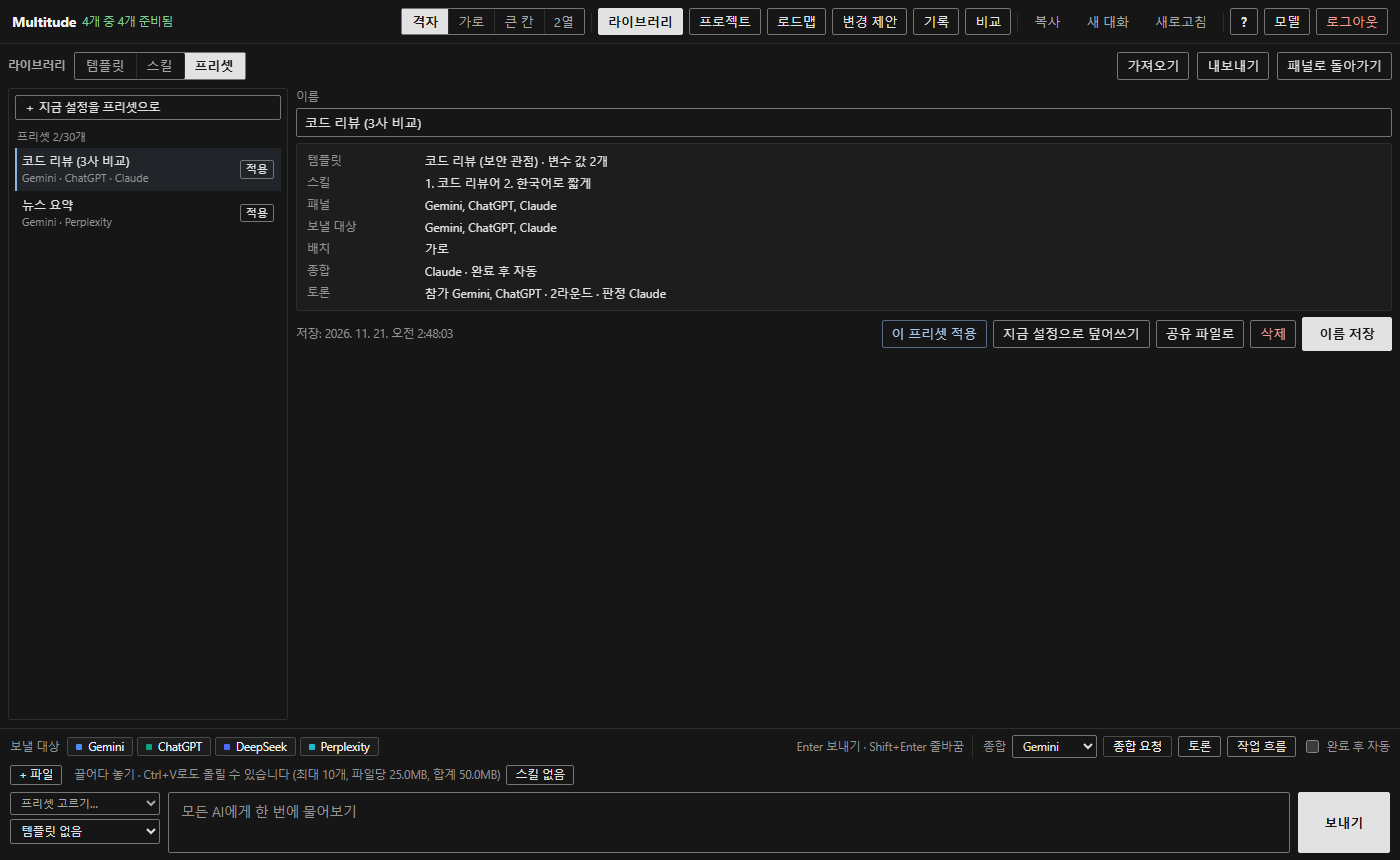 Multitude 4개 중 4개 준비됨 격자 가로 큰 칸 2열 라이브러리 프로젝트 로드맵 변경 제안 기록 비교 복사 새 대화 새로고침 ? 모델 로그아웃
라이브러리 템플릿 스킬 프리셋 가져오기 내보내기 패널로 돌아가기
+ 지금 설정을 프리셋으로
프리셋 2/30개
코드 리뷰 (3사 비교)
Gemini · ChatGPT · Claude
적용
뉴스 요약
Gemini · Perplexity
적용
이름
코드 리뷰 (3사 비교)
템플릿 코드 리뷰 (보안 관점) · 변수 값 2개
스킬 1. 코드 리뷰어 2. 한국어로 짧게
패널 Gemini, ChatGPT, Claude
보낼 대상 Gemini, ChatGPT, Claude
배치 가로
종합 Claude · 완료 후 자동
토론 참가 Gemini, ChatGPT · 2라운드 · 판정 Claude
저장: 2026. 11. 21. 오전 2:48:03 이 프리셋 적용 지금 설정으로 덮어쓰기 공유 파일로 삭제 이름 저장
보낼 대상 Gemini ChatGPT DeepSeek Perplexity Enter 보내기 · Shift+Enter 줄바꿈 종합 Gemini 종합 요청 토론 작업 흐름 완료 후 자동
+ 파일 끌어다 놓기 · Ctrl+V로도 올릴 수 있습니다 (최대 10개, 파일당 25.0MB, 합계 50.0MB) 스킬 없음
프리셋 고르기...
템플릿 없음
모든 AI에게 한 번에 물어보기
보내기